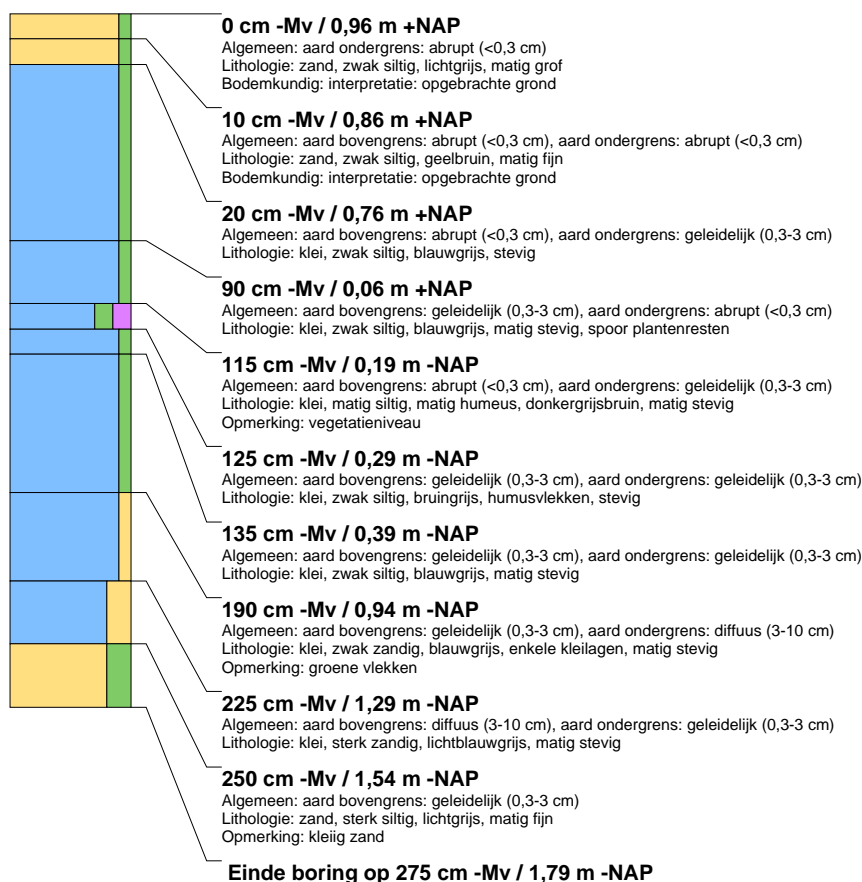 0 cm -Mv / 0,96 m +NAP
Algemeen: aard ondergrens: abrupt (<0,3 cm)
Lithologie: zand, zwak siltig, lichtgrijs, matig grof
Bodemkundig: interpretatie: opgebrachte grond
10 cm -Mv / 0,86 m +NAP
Algemeen: aard bovengrens: abrupt (<0,3 cm), aard ondergrens: abrupt (<0,3 cm)
Lithologie: zand, zwak siltig, geelbruin, matig fijn
Bodemkundig: interpretatie: opgebrachte grond
20 cm -Mv / 0,76 m +NAP
Algemeen: aard bovengrens: abrupt (<0,3 cm), aard ondergrens: geleidelijk (0,3-3 cm)
Lithologie: klei, zwak siltig, blauwgrijs, stevig
90 cm -Mv / 0,06 m +NAP
Algemeen: aard bovengrens: geleidelijk (0,3-3 cm), aard ondergrens: abrupt (<0,3 cm)
Lithologie: klei, zwak siltig, blauwgrijs, matig stevig, spoor plantenresten
115 cm -Mv / 0,19 m -NAP
Algemeen: aard bovengrens: abrupt (<0,3 cm), aard ondergrens: geleidelijk (0,3-3 cm)
Lithologie: klei, matig siltig, matig humeus, donkergrijsbruin, matig stevig
Opmerking: vegetatieniveau
125 cm -Mv / 0,29 m -NAP
Algemeen: aard bovengrens: geleidelijk (0,3-3 cm), aard ondergrens: geleidelijk (0,3-3 cm)
Lithologie: klei, zwak siltig, bruingrijs, humusvlekken, stevig
135 cm -Mv / 0,39 m -NAP
Algemeen: aard bovengrens: geleidelijk (0,3-3 cm), aard ondergrens: geleidelijk (0,3-3 cm)
Lithologie: klei, zwak siltig, blauwgrijs, matig stevig
190 cm -Mv / 0,94 m -NAP
Algemeen: aard bovengrens: geleidelijk (0,3-3 cm), aard ondergrens: diffuus (3-10 cm)
Lithologie: klei, zwak zandig, blauwgrijs, enkele kleilagen, matig stevig
Opmerking: groene vlekken
225 cm -Mv / 1,29 m -NAP
Algemeen: aard bovengrens: diffuus (3-10 cm), aard ondergrens: geleidelijk (0,3-3 cm)
Lithologie: klei, sterk zandig, lichtblauwgrijs, matig stevig
250 cm -Mv / 1,54 m -NAP
Algemeen: aard bovengrens: geleidelijk (0,3-3 cm)
Lithologie: zand, sterk siltig, lichtgrijs, matig fijn
Opmerking: kleiig zand
Einde boring op 275 cm -Mv / 1,79 m -NAP